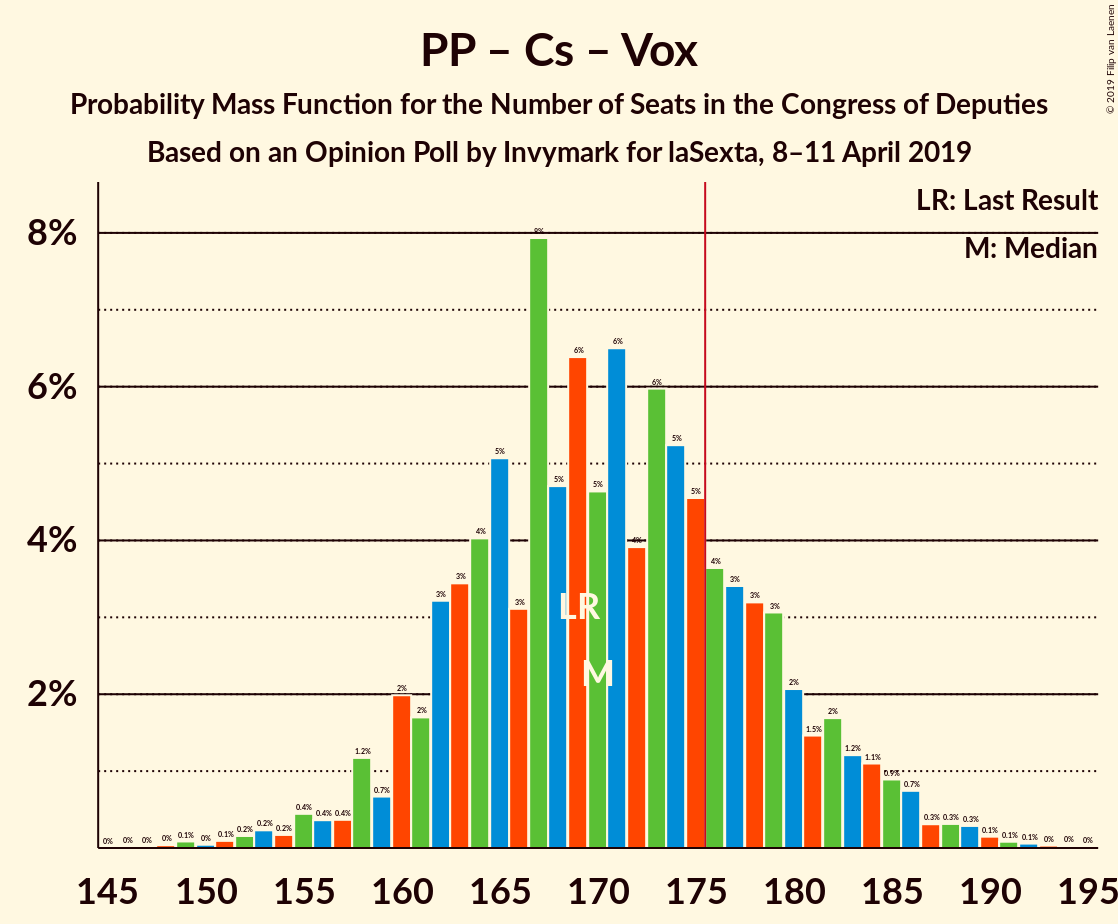 PP – Cs – Vox
Probability Mass Function for the Number of Seats in the Congress of Deputies
Based on an Opinion Poll by Invymark for laSexta, 8–11 April 2019
© 2019 Filip van Laenen
LR: Last Result
M: Median
8%
6%
4%
2%
0% 0% 0% 0% 0.1% 0% 0.1% 0.2% 0.2% 0.2% 0.4% 0.4% 0.4% 1.2% 0.7% 2% 2% 3% 3% 4% 5% 3% 8% 5% 6% 5% 6% 4% 6% 5% 5% 4% 3% 3% 3% 2% 1.5% 2% 1.2% 1.1% 0.9% 0.7% 0.3% 0.3% 0.3% 0.1% 0.1% 0.1% 0% 0% 0%
LR
M
145 150 155 160 165 170 175 180 185 190 195